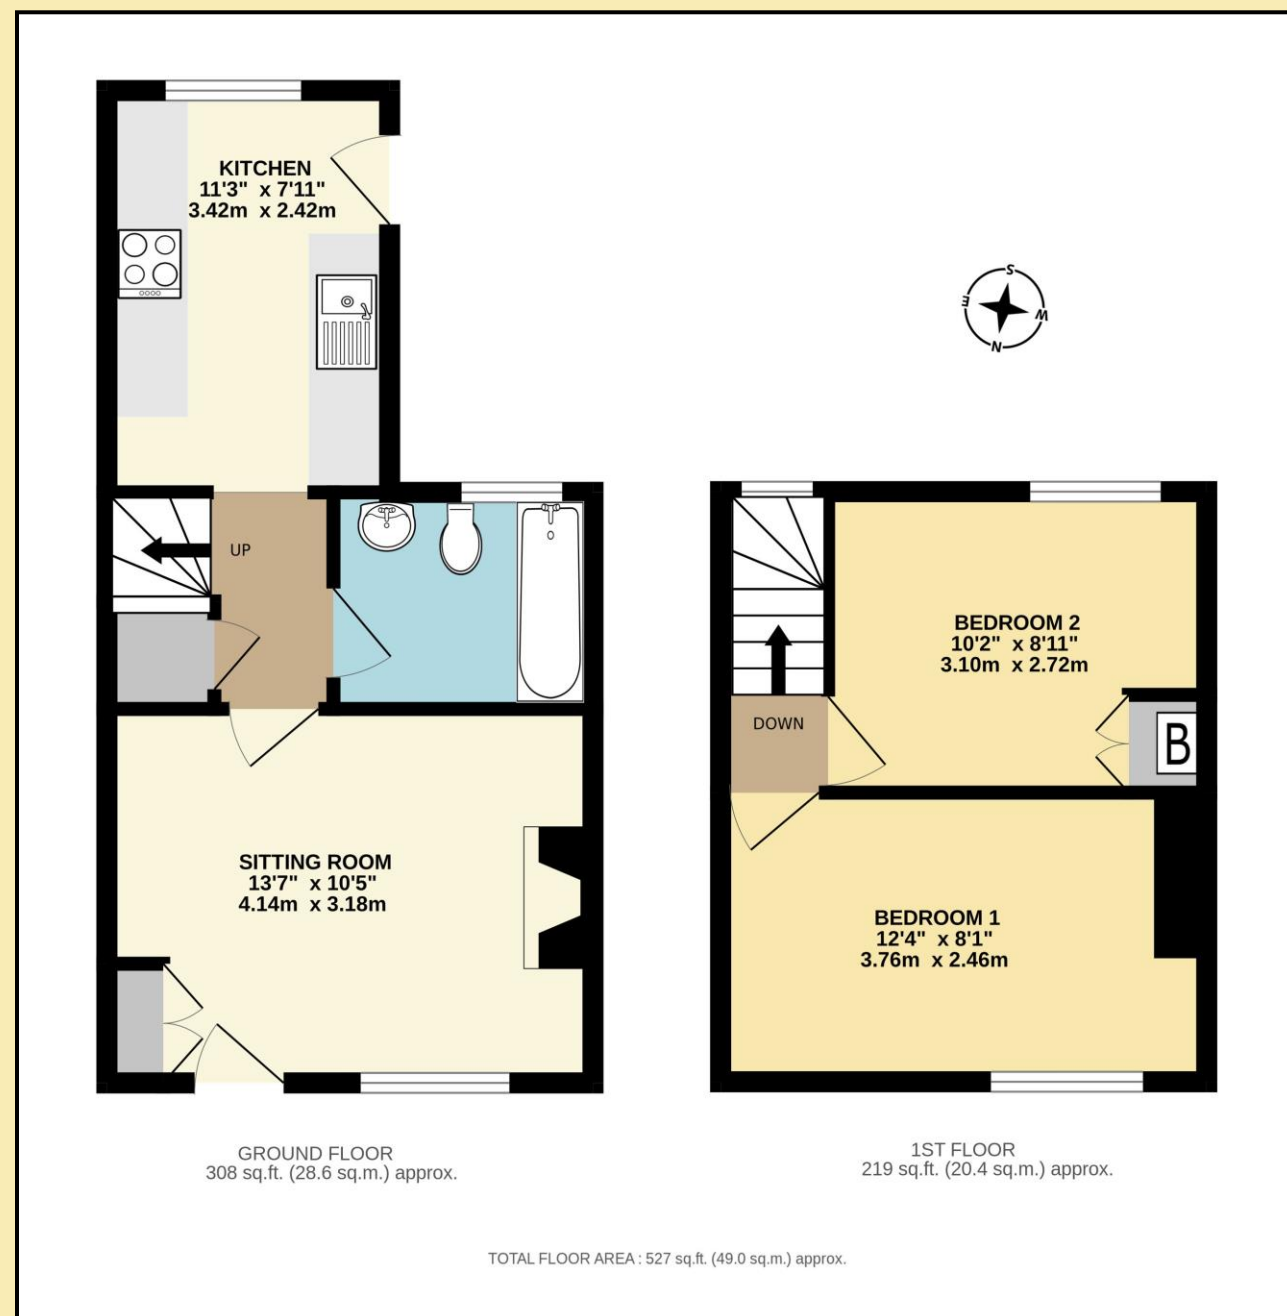 KITCHEN
11'3" x 7'11"
3.42m x 2.42m
S
E
W
N
UP
SITTING ROOM
13'7" x 10'5"
4.14m x 3.18m
BEDROOM 2
10'2" x 8'11"
3.10m x 2.72m
DOWN
B
BEDROOM 1
12'4" x 8'1"
3.76m x 2.46m
GROUND FLOOR
308 sq.ft. (28.6 sq.m.) approx.
1ST FLOOR
219 sq.ft. (20.4 sq.m.) approx.
TOTAL FLOOR AREA : 527 sq.ft. (49.0 sq.m.) approx.